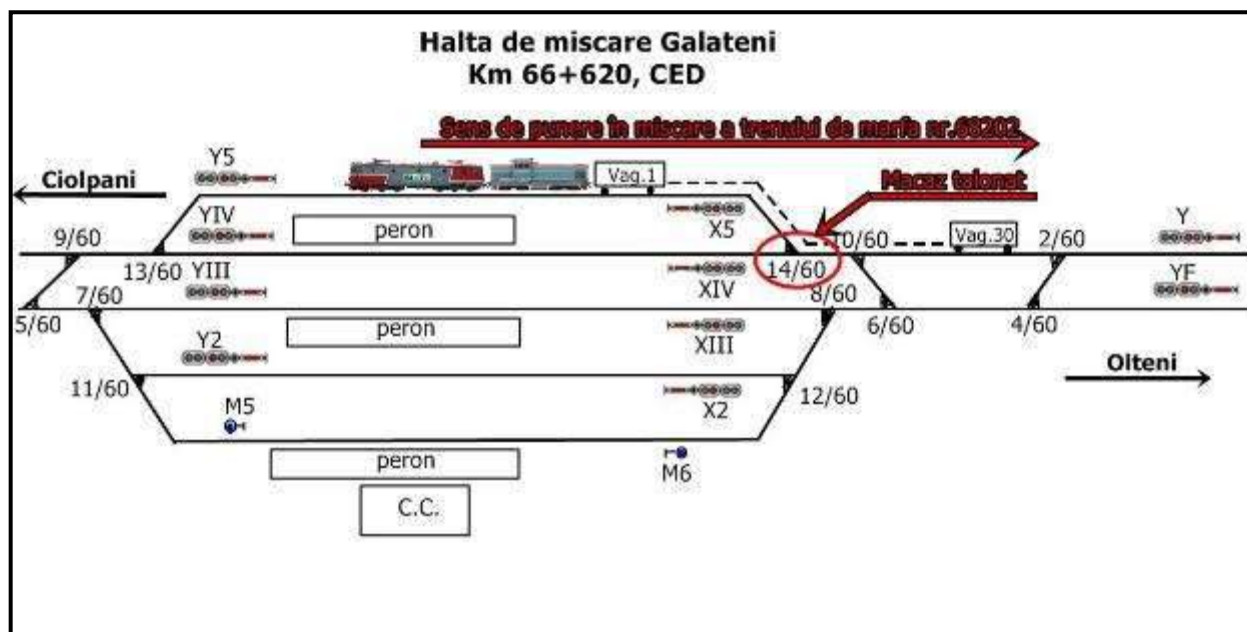 Halta de miscare Galateni
Km 66+620, CED
Sens de punere in miscare a trenului de marfa nr.68202
Y5
Ciolpani
Vag.1
Macaz talonat
YIV
peron
X5
Y
9/60
0/60
Vag.30
2/60
13/60
YIII
14/60
XIV
YF
7/60
8/60
5/60
6/60
4/60
Y2
peron
XIII
Olteni
11/60
M5
X2
12/60
peron
M6
C.C.